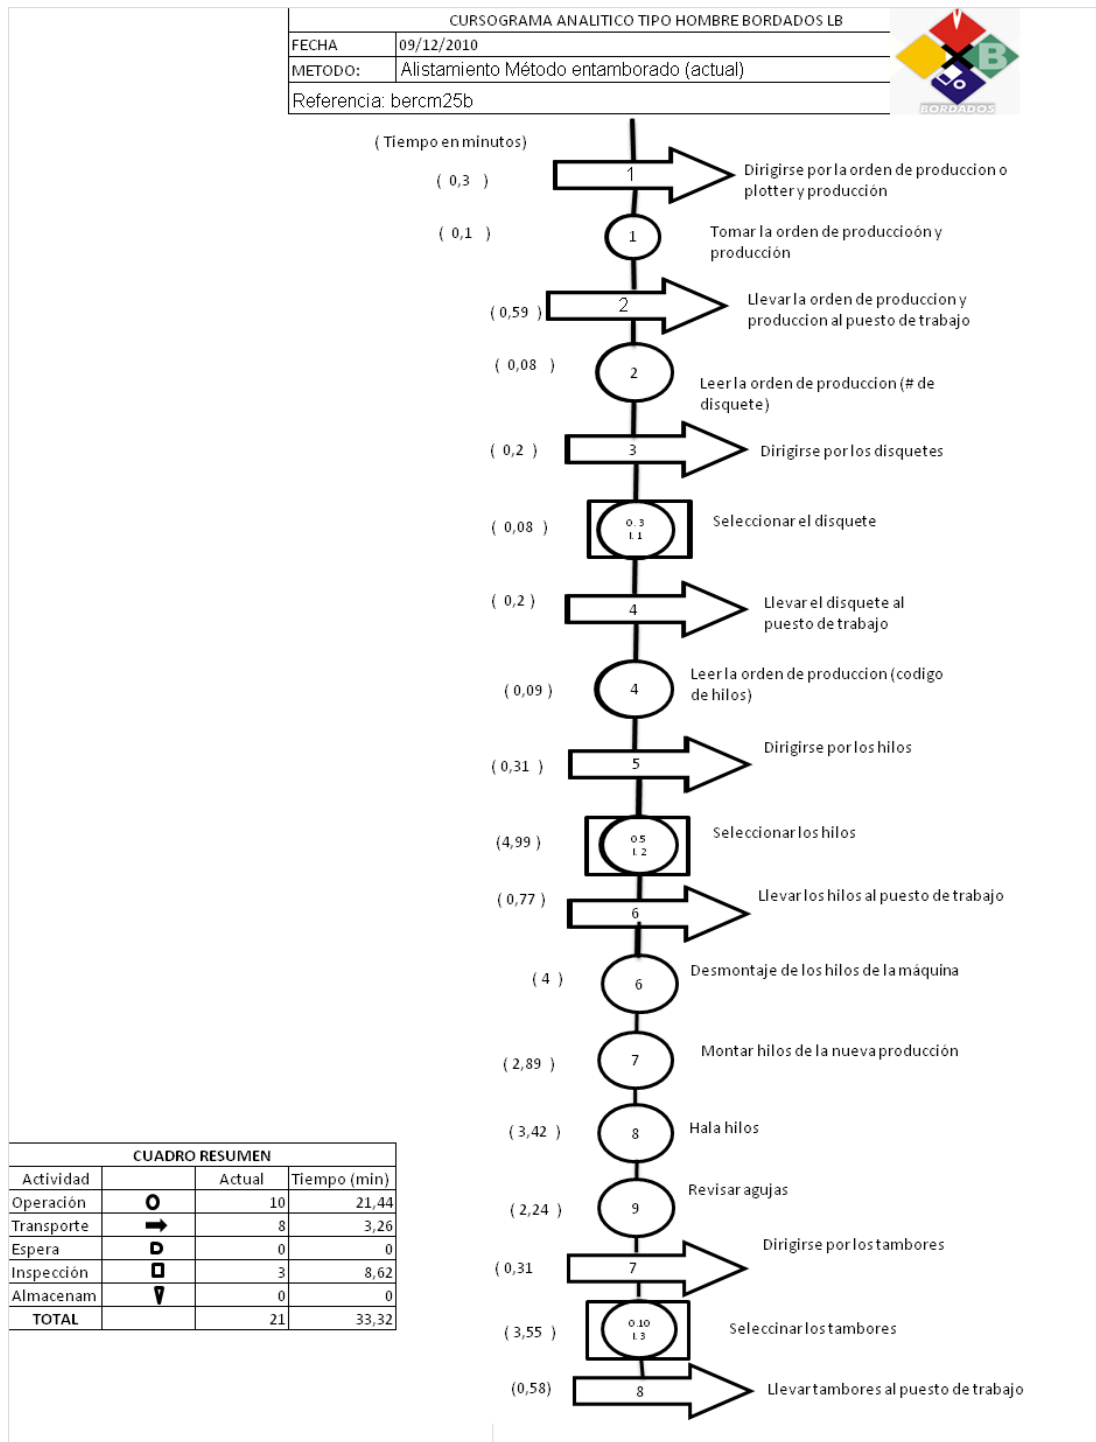 CURSOGRAMA ANALITICO TIPO HOMBRE BORDADOS LB
FECHA 09/12/2010
METODO: Alistamiento Método entamborado (actual)
Referencia: bercm25b
B
BORDADOS
( Tiempo en minutos)
( 0,3 ) 1 Dirigirse por la orden de produccion o
plotter y producción
( 0,1 ) 1 Tomar la orden de produccioón y
producción
( 0,59 ) 2 Llevar la orden de produccion y
produccion al puesto de trabajo
( 0,08 ) 2 Leer la orden de produccion (# de
disquete)
( 0,2 ) 3 Dirigirse por los disquetes
( 0,08 ) 0. 3 Seleccionar el disquete
I. 1
( 0,2 ) 4 Llevar el disquete al
puesto de trabajo
( 0,09 ) 4 Leer la orden de produccion (codigo
de hilos)
( 0,31 ) 5 Dirigirse por los hilos
(4,99 ) 0 5 Seleccionar los hilos
I. 2
( 0,77 ) 6 Llevar los hilos al puesto de trabajo
( 4 ) 6 Desmontaje de los hilos de la máquina
( 2,89 ) 7 Montar hilos de la nueva producción
( 3,42 ) 8 Hala hilos
( 2,24 ) 9 Revisar agujas
( 0,31 7 Dirigirse por los tambores
( 3,55 ) 0.10 Seleccinar los tambores
I. 3
(0,58) 8 Llevar tambores al puesto de trabajo
CUADRO RESUMEN
Actividad Actual Tiempo (min)
Operación 10 21,44
Transporte 8 3,26
Espera 0 0
Inspección 3 8,62
Almacenam 0 0
TOTAL 21 33,32